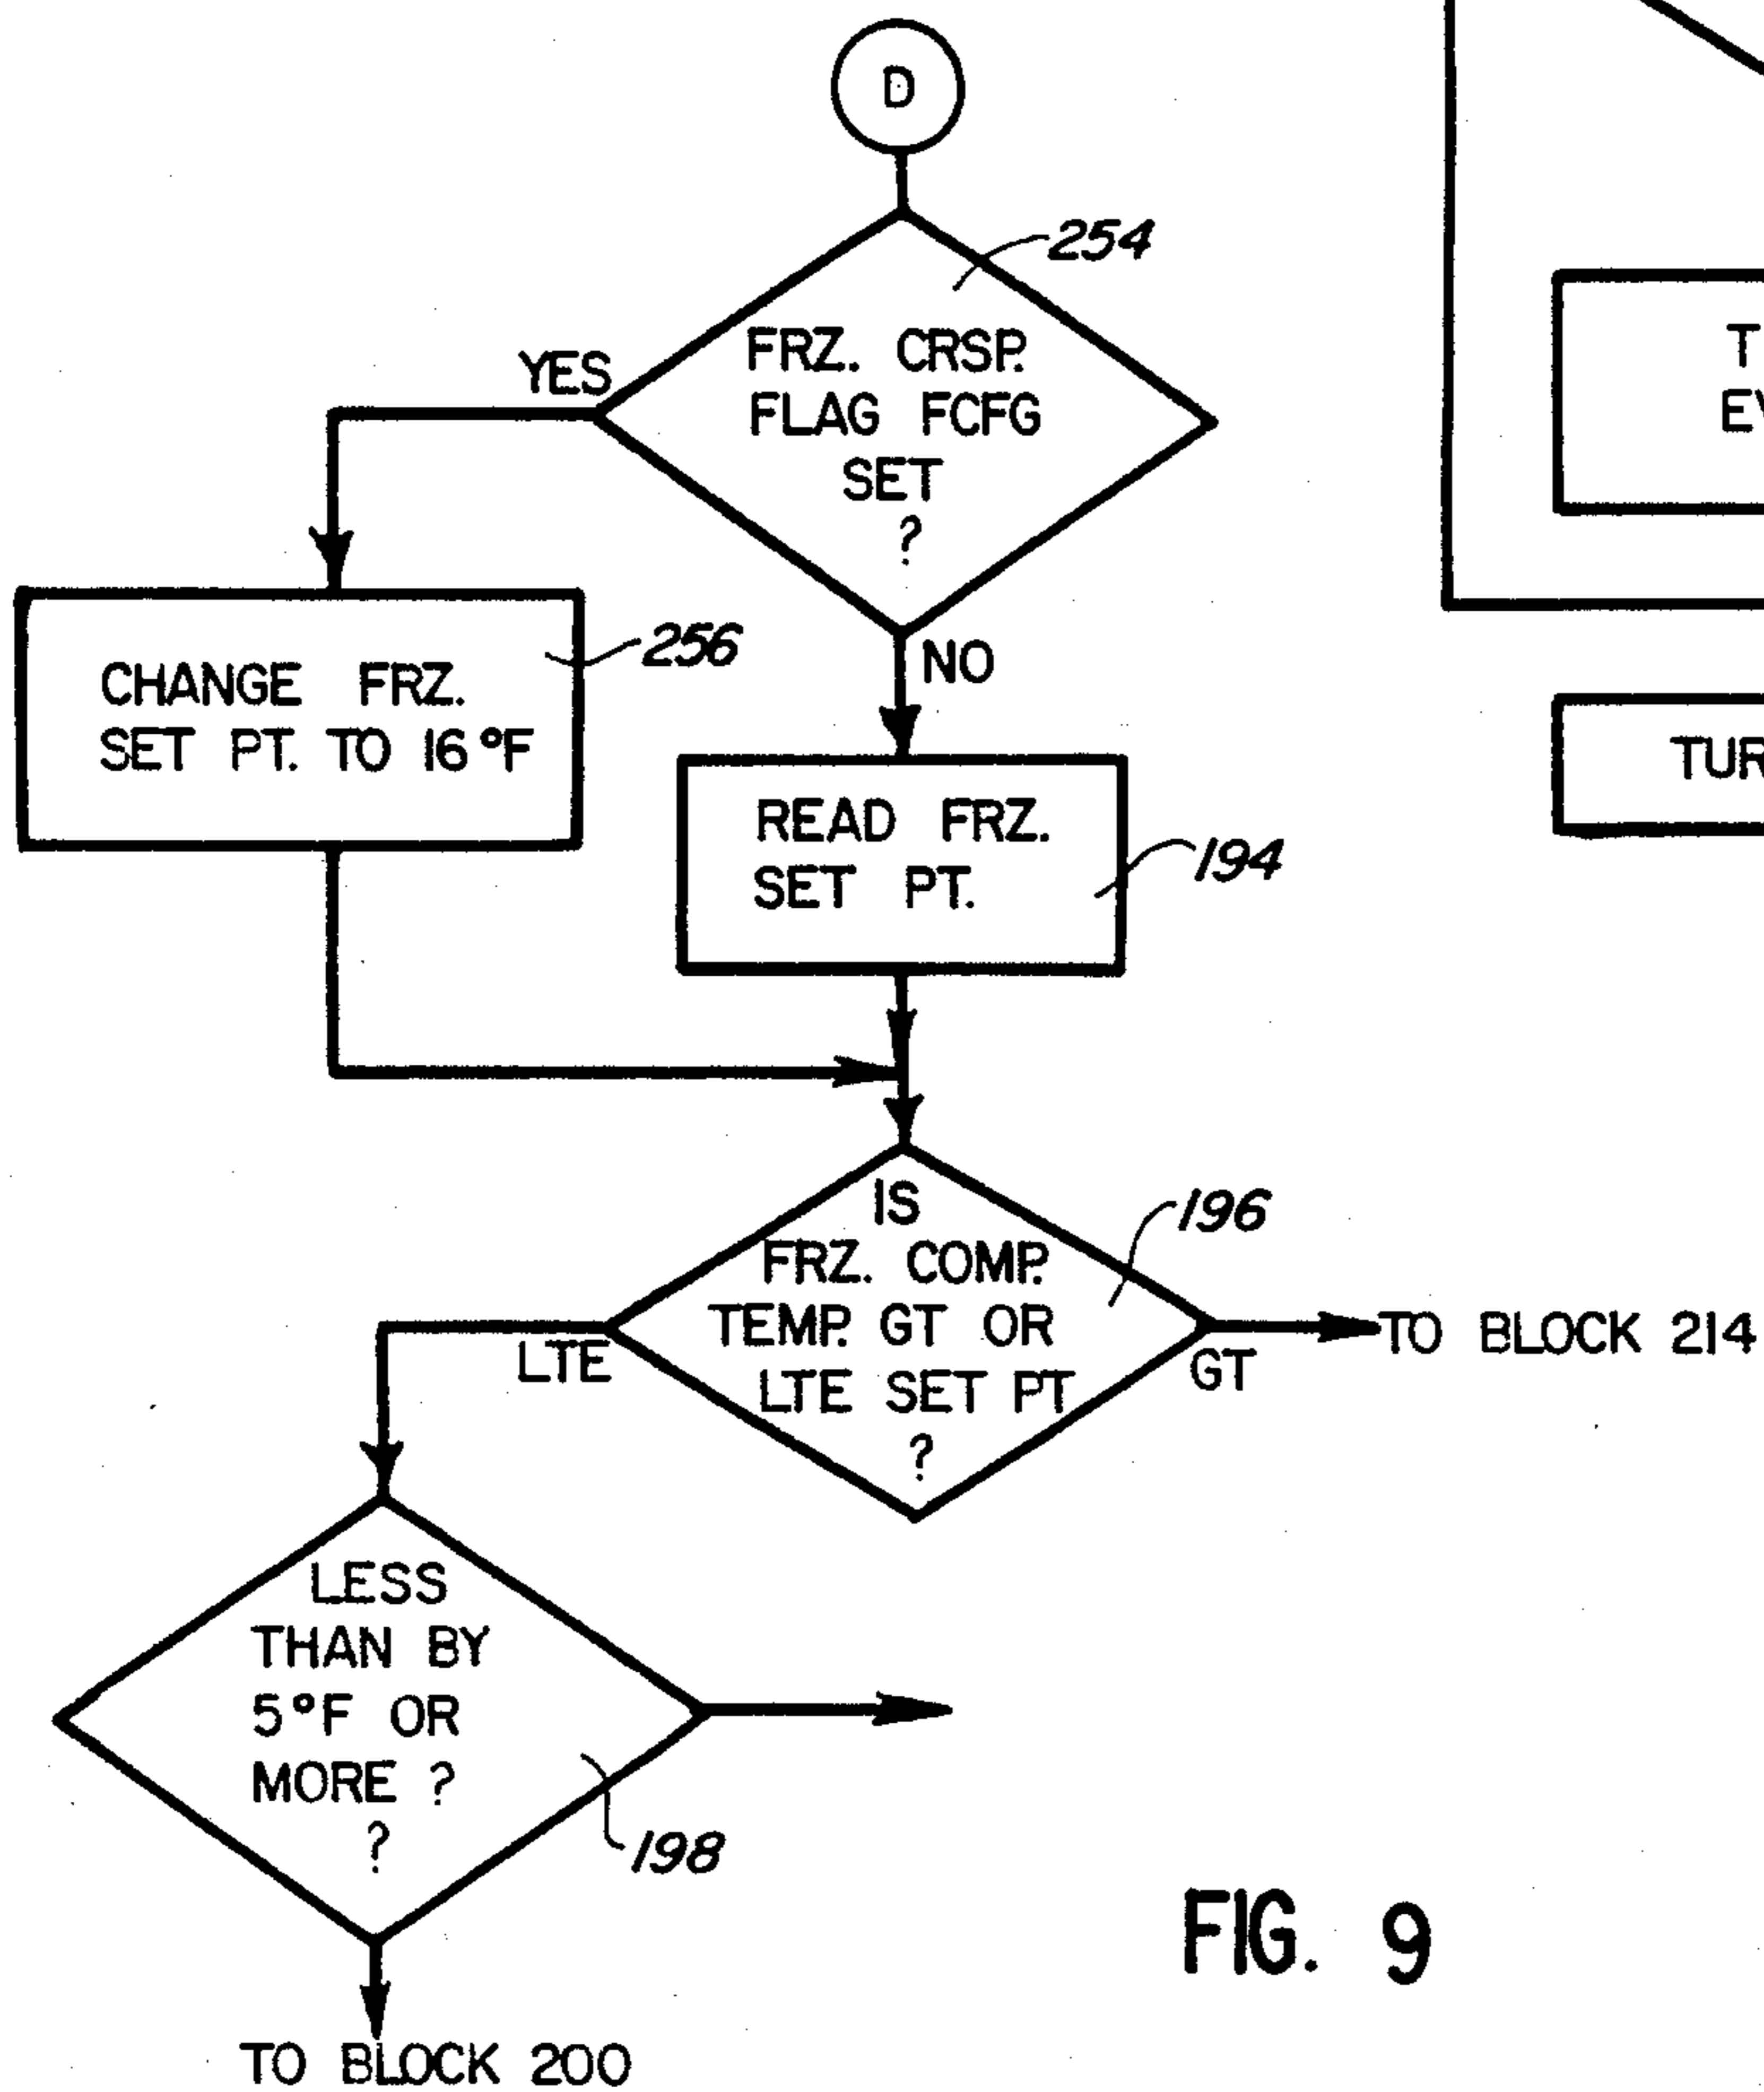 D
254
FRZ. CRSP.
FLAG FCFG
SET
?
YES
NO
256
CHANGE FRZ.
SET PT. TO 16°F
READ FRZ.
SET PT.
194
196
IS
FRZ. COMP.
TEMP. GT OR
LTE SET PT
?
LTE
GT
TO BLOCK 214
LESS
THAN BY
5°F OR
MORE ?
?
198
TO BLOCK 200
T
EV
TUR
FIG. 9